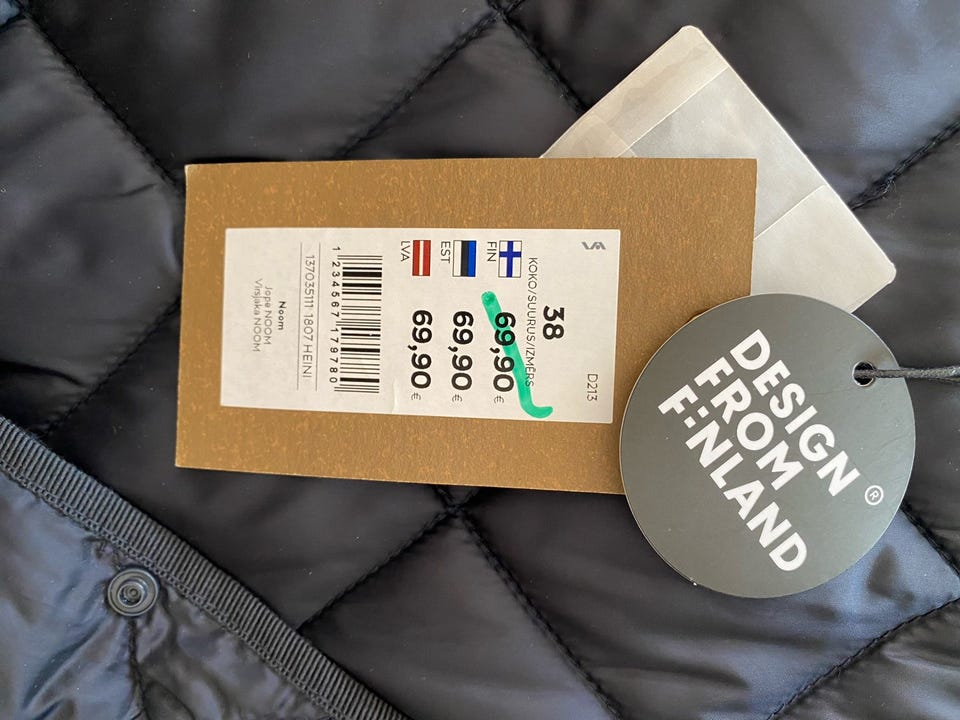 D213
38
KOKO/SUURUS/IZMĒRS
FIN 69,90 €
EST 69,90 €
LVA 69,90 €
1 234567 179780
137035111 1807 HEINI
Noom
Jope NOOM
Virsjaka NOOM
DESIGN
FROM
FINLAND ®